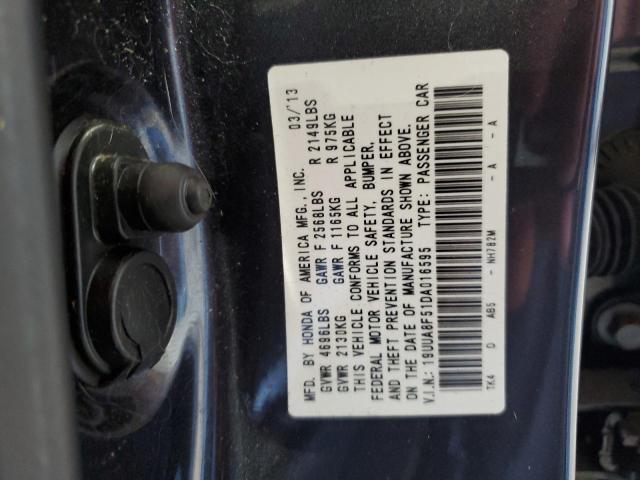 MFD. BY HONDA OF AMERICA MFG., INC. 03/'13
GVWR 4696LBS GAWR F 2568LBS R 2149LBS
GVWR 2130KG GAWR F 1165KG R 975KG
THIS VEHICLE CONFORMS TO ALL APPLICABLE
FEDERAL MOTOR VEHICLE SAFETY, BUMPER,
AND THEFT PREVENTION STANDARDS IN EFFECT
ON THE DATE OF MANUFACTURE SHOWN ABOVE.
V.I.N.: 19UUA8F51DA016595 TYPE: PASSENGER CAR
TK4 D AB5 - NH782M - A - A